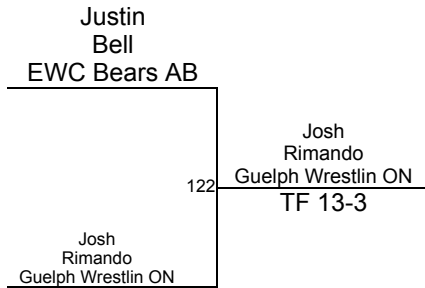 Justin
Bell
EWC Bears AB
Josh
Rimando
Guelph Wrestlin ON
122
TF 13-3
Josh
Rimando
Guelph Wrestlin ON